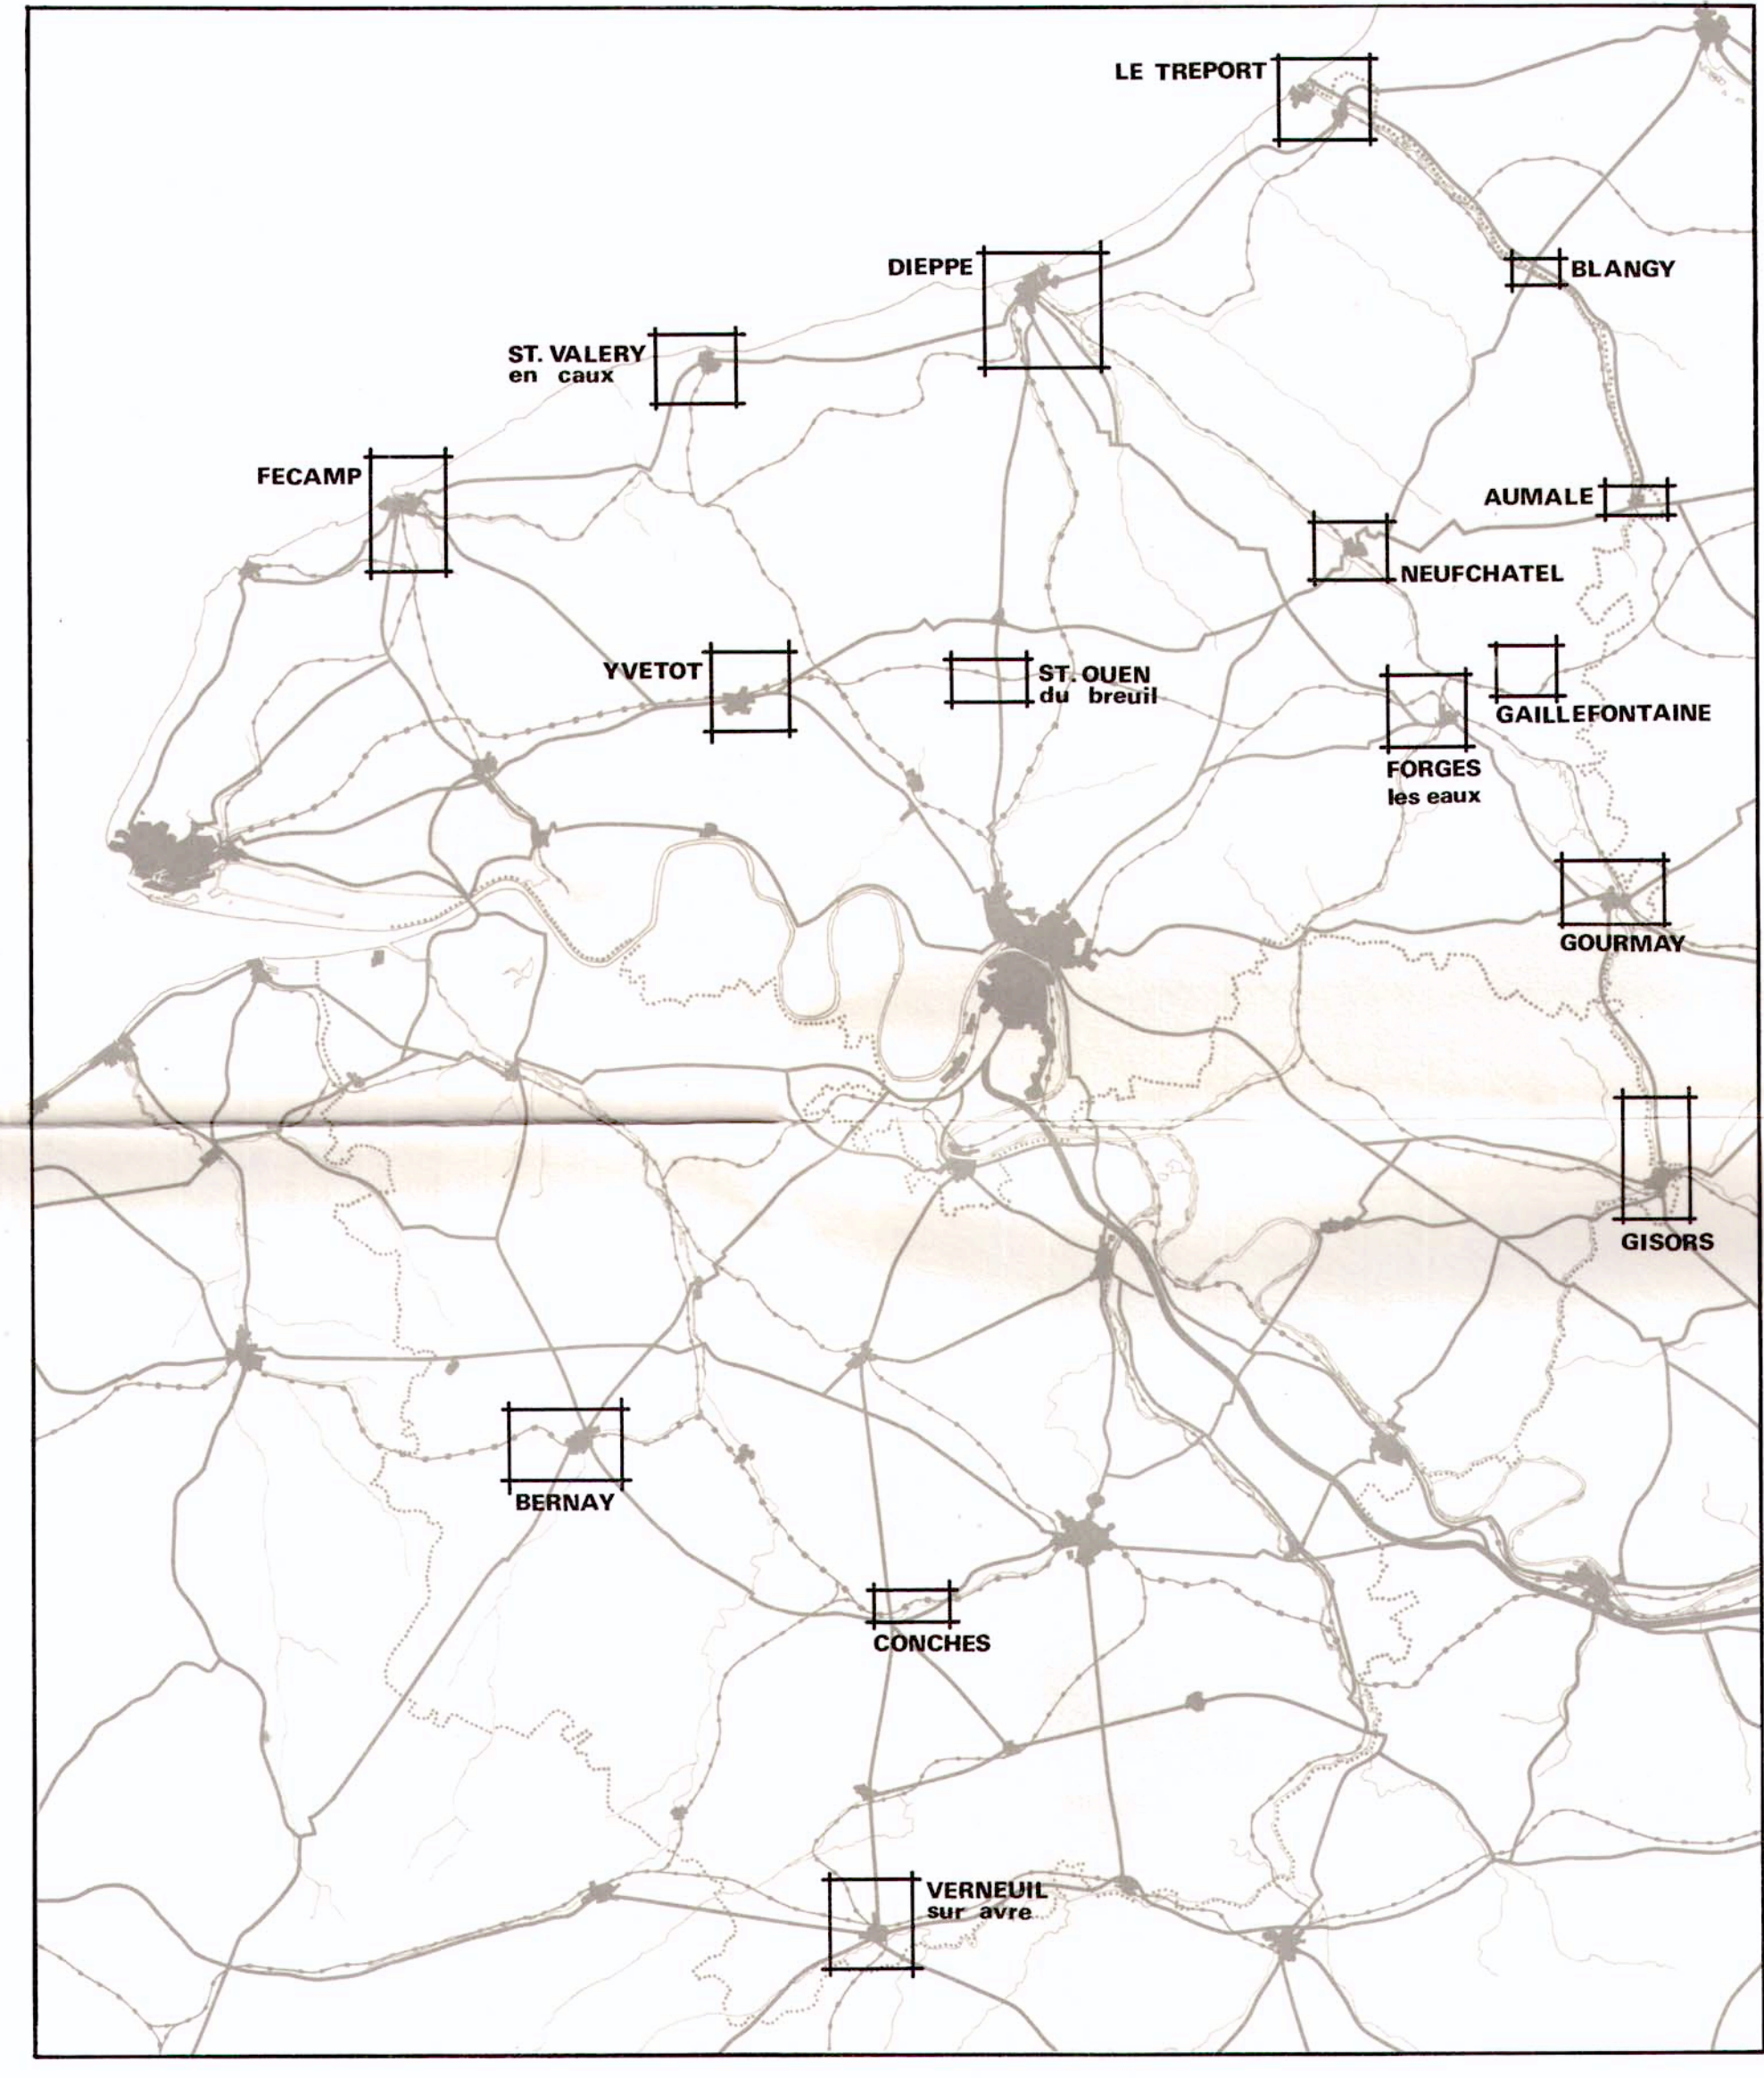 LE TREPORT
DIEPPE
BLANGY
ST. VALERY
en caux
FECAMP
AUMALE
NEUFCHATEL
YVETOT
ST. OUEN
du breuil
GAILLEFONTAINE
FORGES
les eaux
GOURMAY
GISORS
BERNAY
CONCHES
VERNEUIL
sur avre